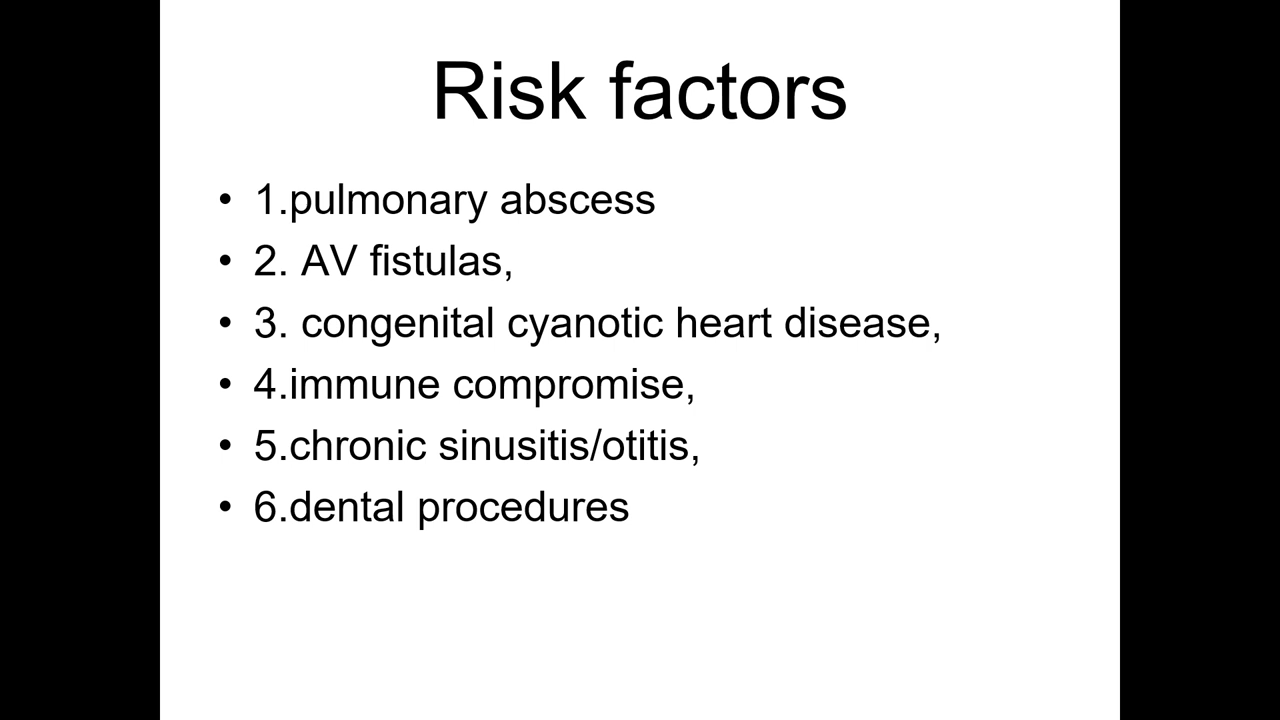 Risk factors
• 1.pulmonary abscess
• 2. AV fistulas,
• 3. congenital cyanotic heart disease,
• 4.immune compromise,
• 5.chronic sinusitis/otitis,
• 6.dental procedures